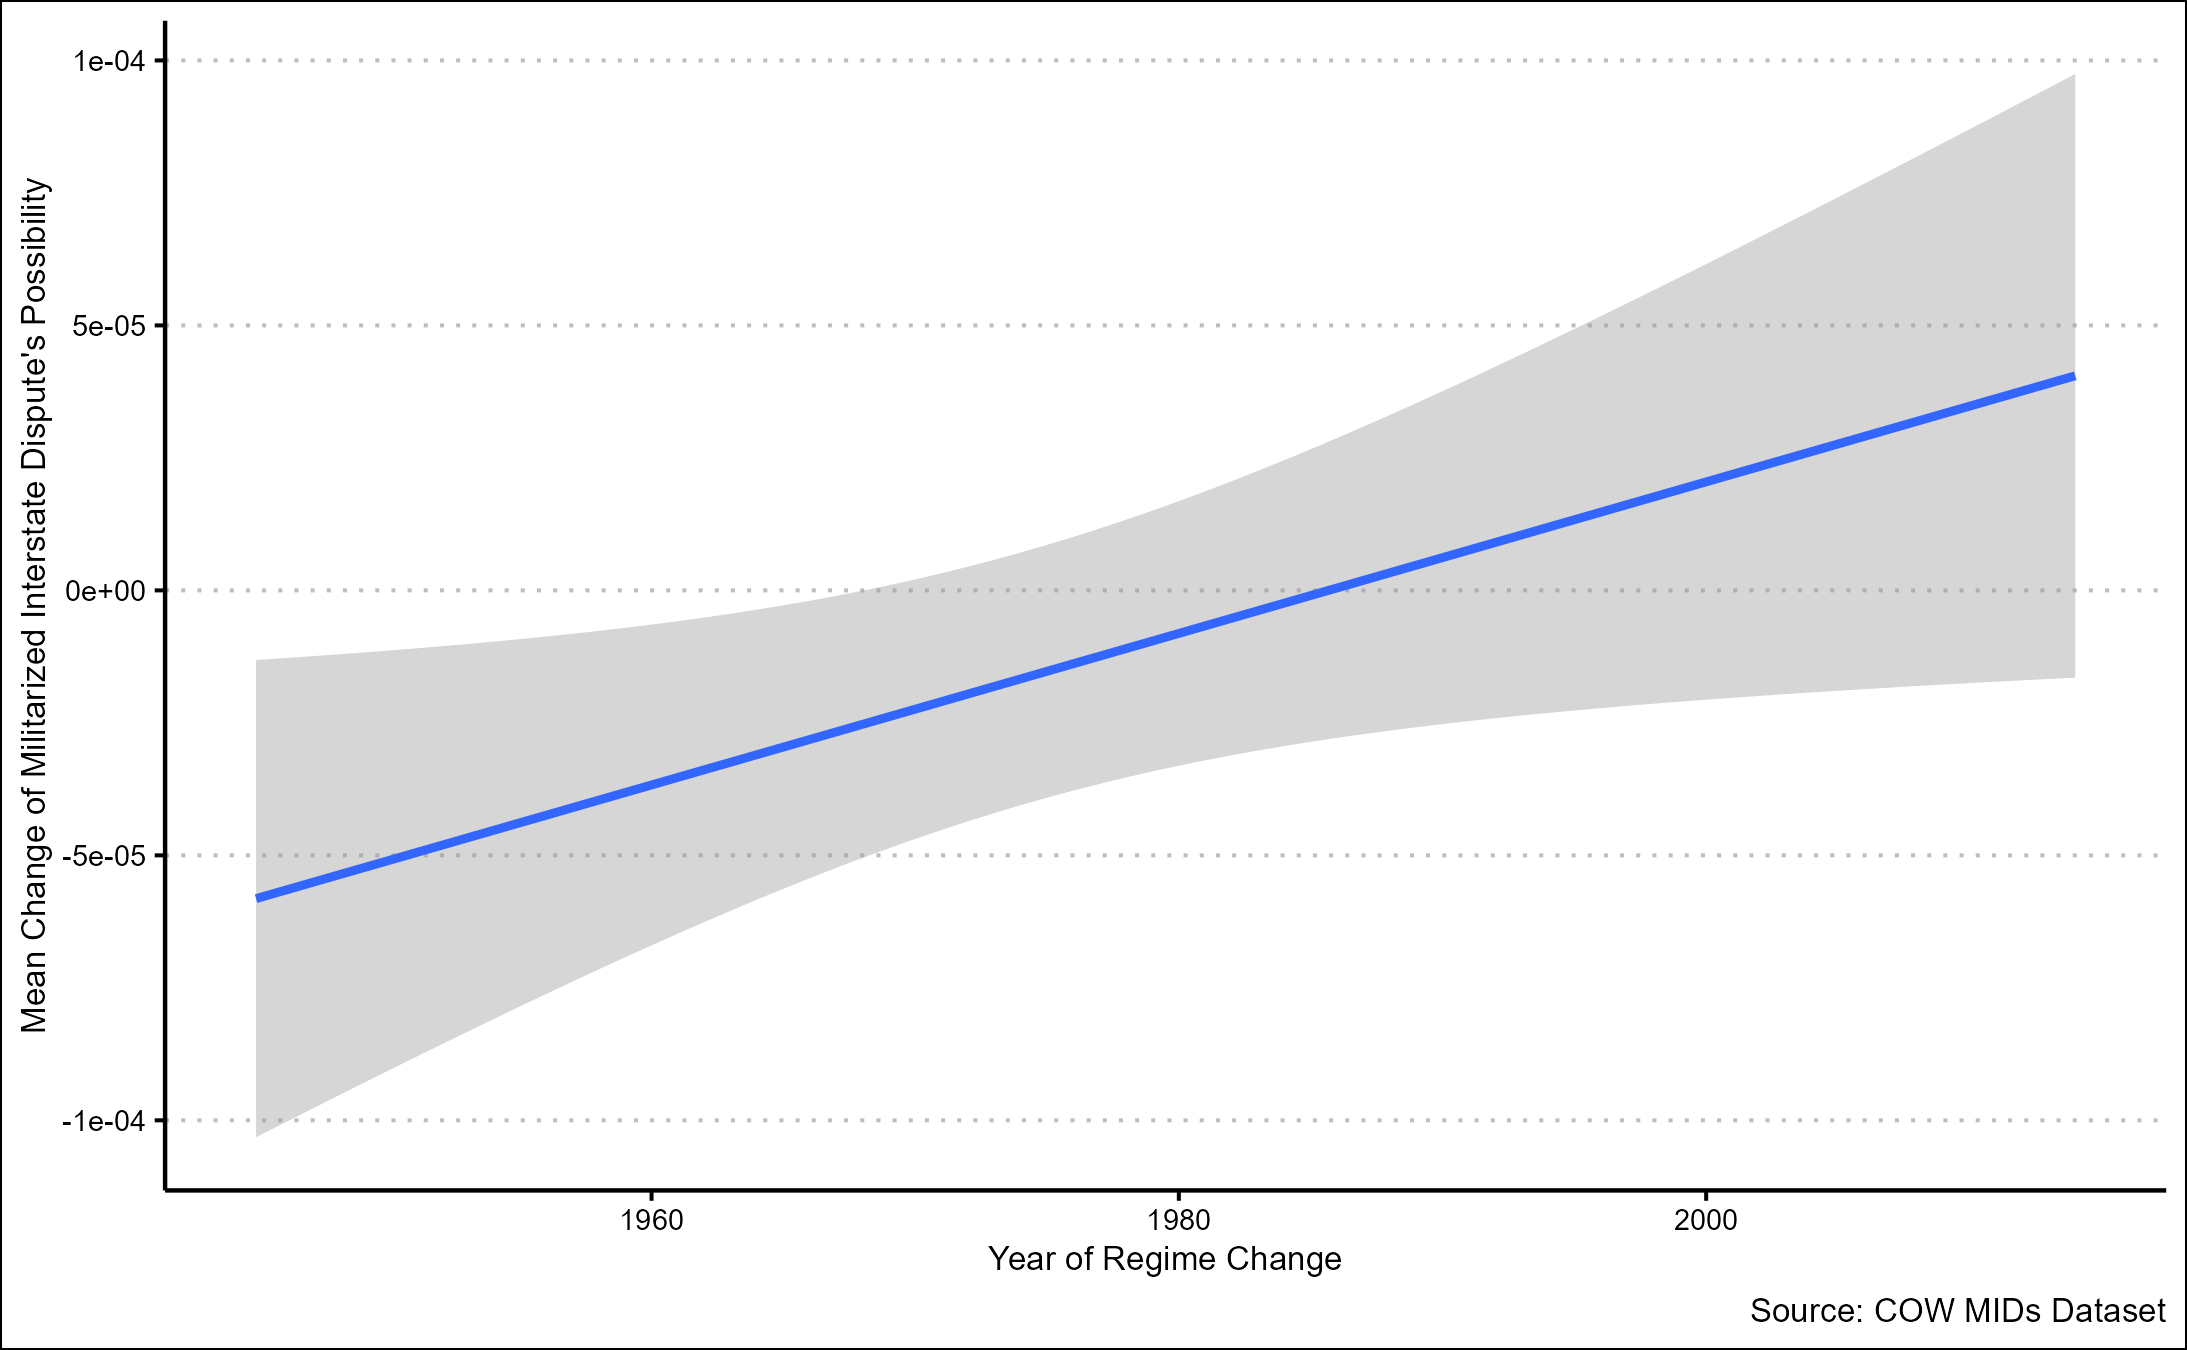 Mean Change of Militarized Interstate Dispute's Possibility
1e-04
5e-05
0e+00
-5e-05
-1e-04
1960 1980 2000
Year of Regime Change
Source: COW MIDs Dataset